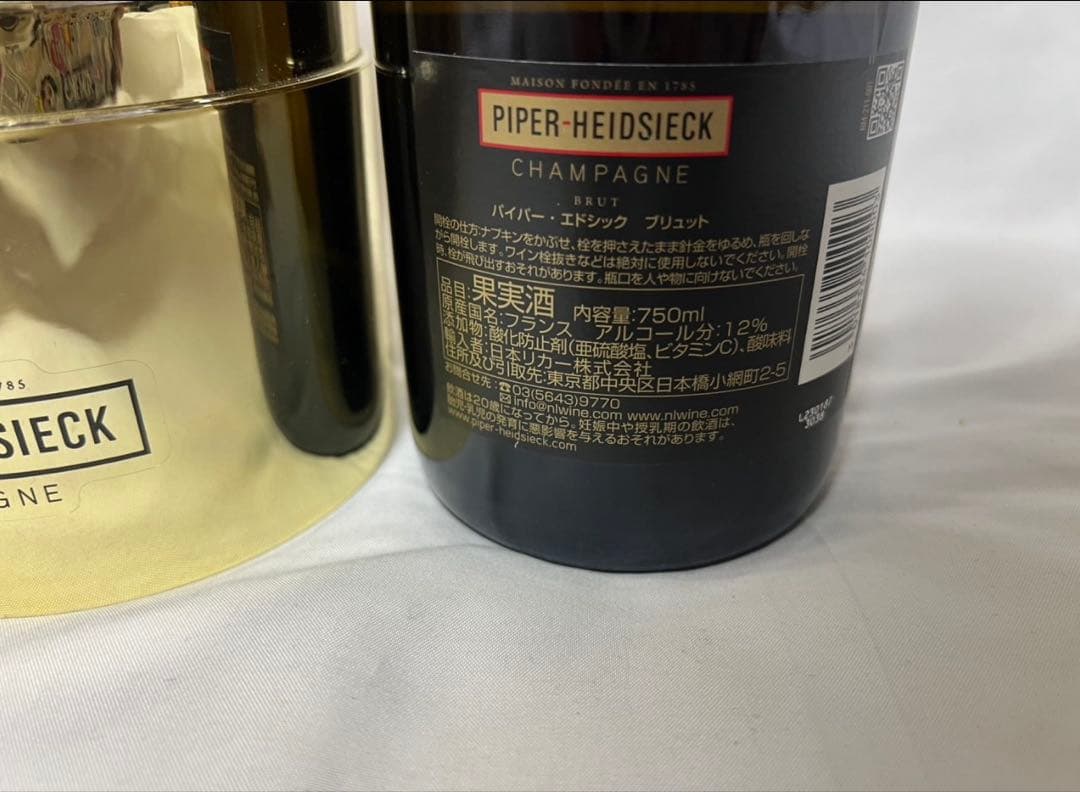 MAISON FONDÉE EN 1785
PIPER-HEIDSIECK
CHAMPAGNE
BRUT
パイパー・エドシック ブリュット
開栓の仕方:ナプキンをかぶせ、栓を押さえたまま針金をゆるめ、瓶を回しな
がら開栓します。ワイン栓抜きなどは絶対に使用しないでください。開栓
時、栓が飛び出すおそれがあります。瓶口を人や物に向けないでください。
品目:果実酒 内容量:750ml
原産国名:フランス アルコール分:12%
添加物:酸化防止剤(亜硫酸塩、ビタミンC)、酸味料
輸入者:日本リカー株式会社
住所及び引取先:東京都中央区日本橋小網町2-5
お問合せ先:☎03(5643)9770
✉info@nlwine.com www.nlwine.com
飲酒は20歳になってから。妊娠中や授乳期の飲酒は、
胎児・乳児の発育に悪影響を与えるおそれがあります。
www.piper-heidsieck.com
785
SIECK
GNE